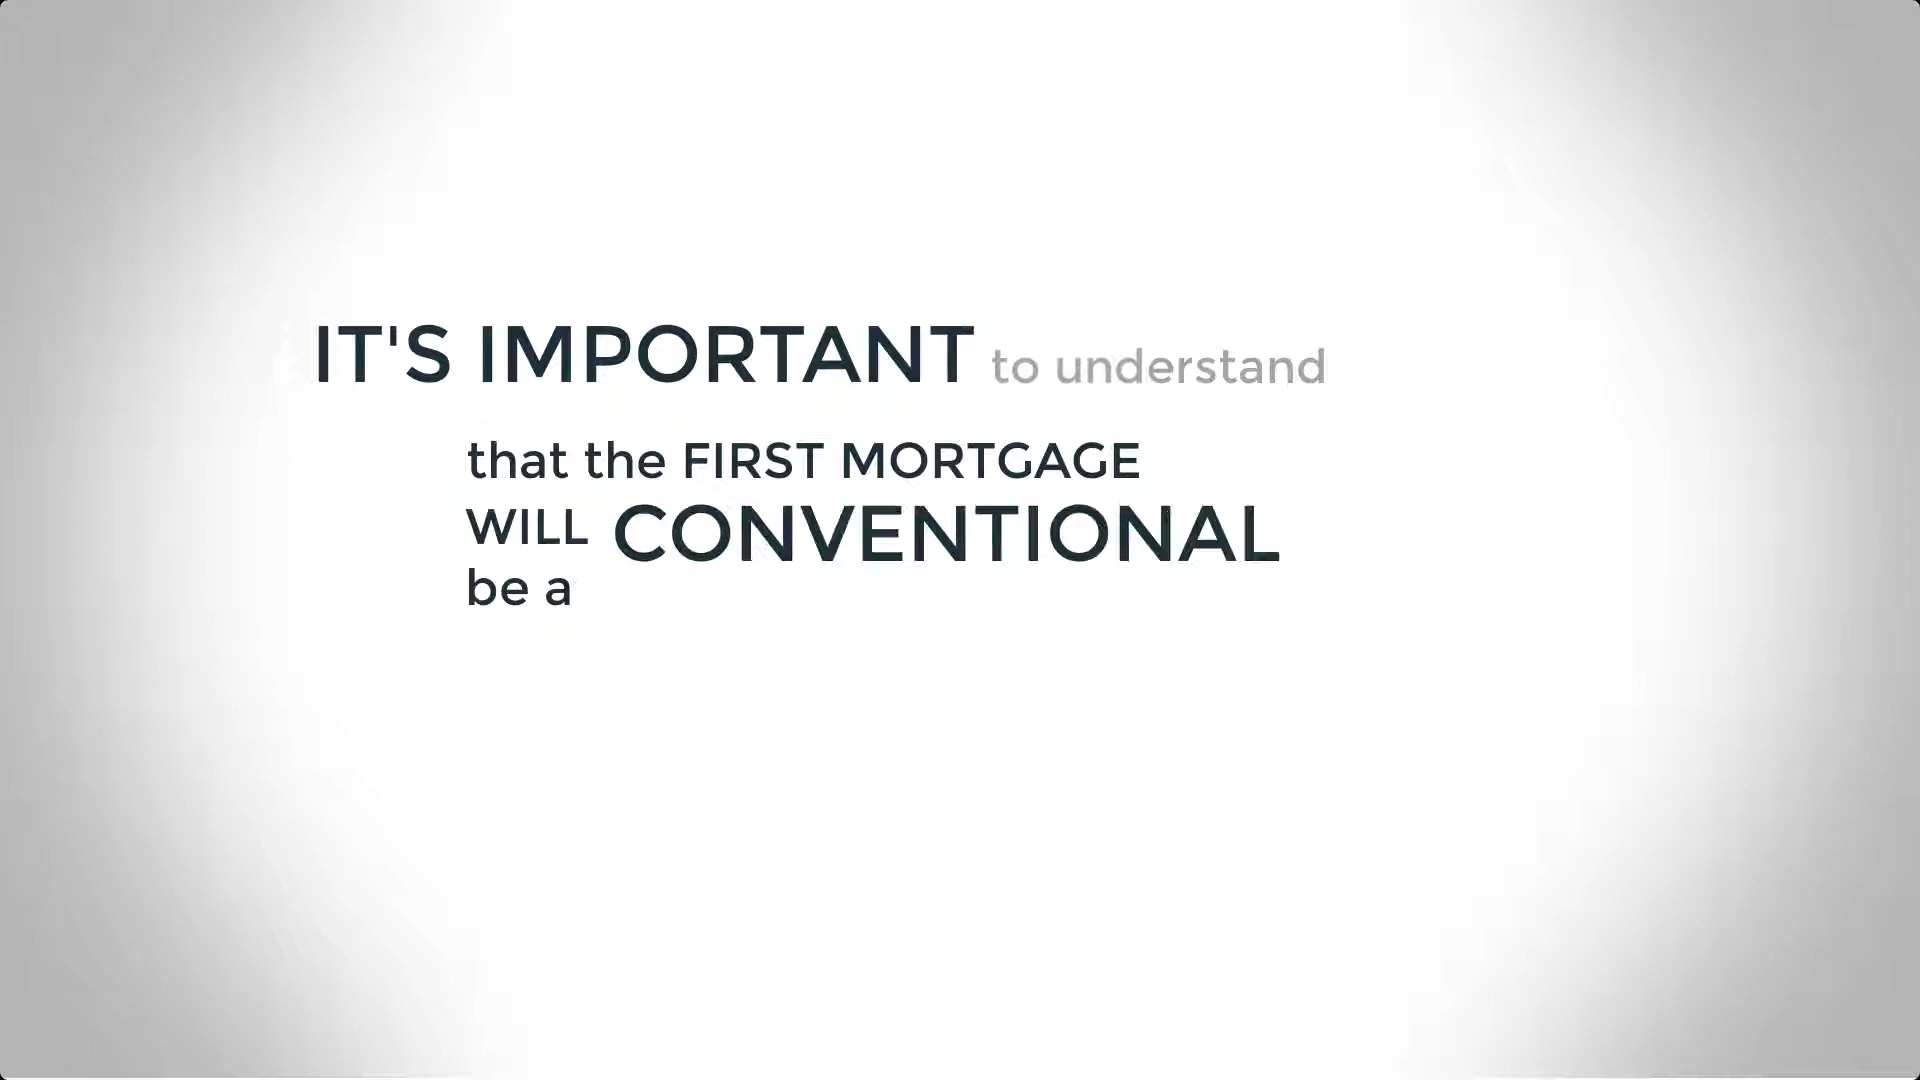 IT'S IMPORTANT to understand
that the FIRST MORTGAGE
WILL CONVENTIONAL
be a